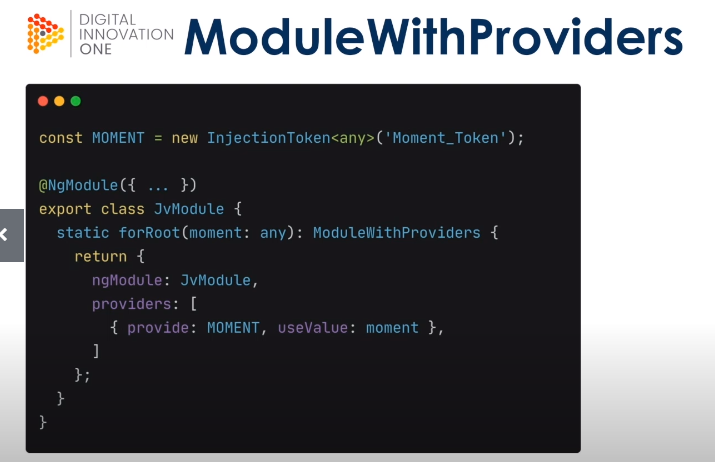 DIGITAL
INNOVATION
ONE
ModuleWithProviders
const MOMENT = new InjectionToken<any>('Moment_Token');
@NgModule({ ... })
export class JvModule {
static forRoot(moment: any): ModuleWithProviders {
return {
ngModule: JvModule,
providers: [
{ provide: MOMENT, useValue: moment },
]
};
}
}